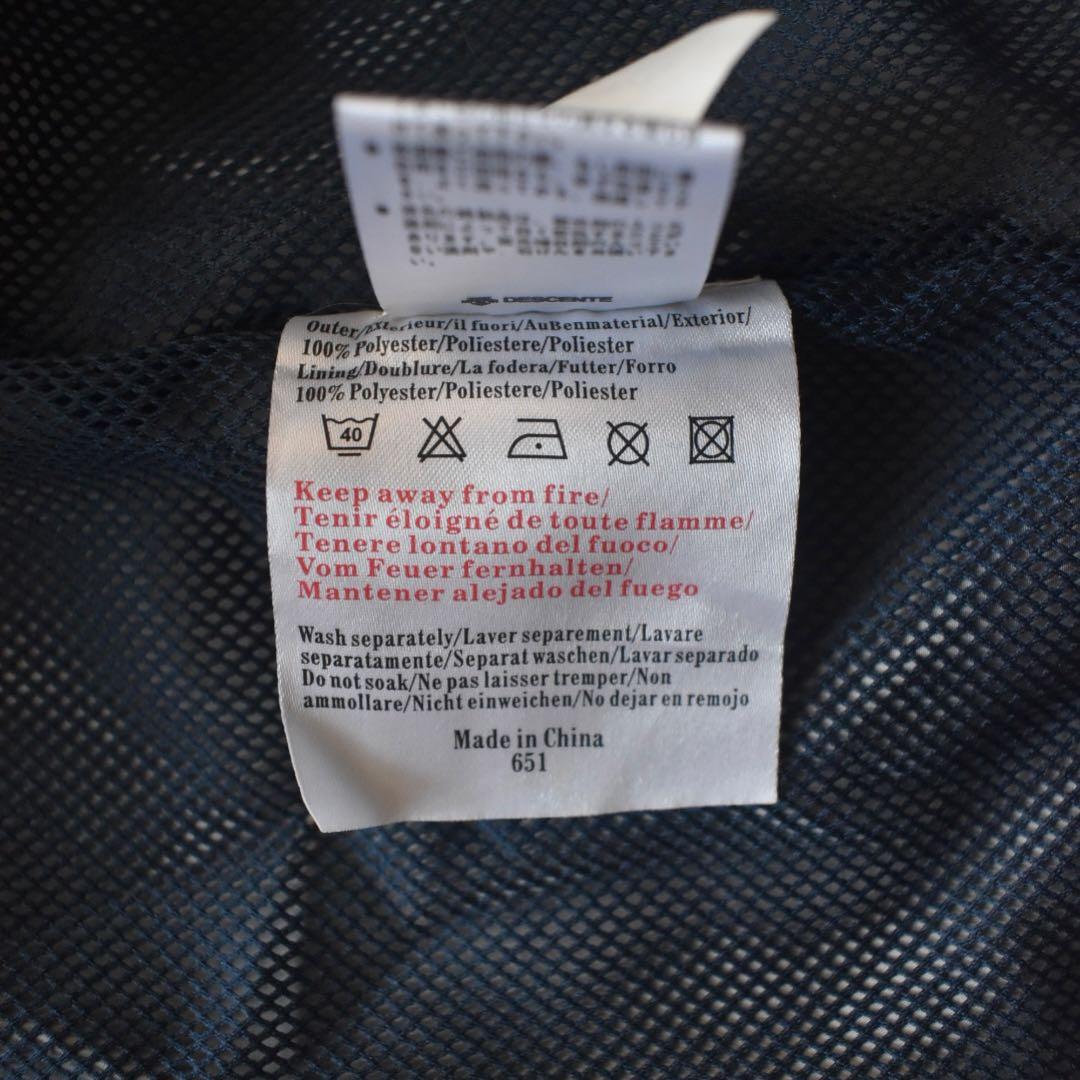 DESCENTE
Outer/Exterieur/il fuori/Außenmaterial/Exterior/
100% Polyester/Poliestere/Poliester
Lining/Doublure/La fodera/Futter/Forro
100% Polyester/Poliestere/Poliester
40
Keep away from fire/
Tenir éloigné de toute flamme/
Tenere lontano del fuoco/
Vom Feuer fernhalten/
Mantener alejado del fuego
Wash separately/Laver separement/Lavare
separatamente/Separat waschen/Lavar separado
Do not soak/Ne pas laisser tremper/Non
ammollare/Nicht einweichen/No dejar en remojo
Made in China
651